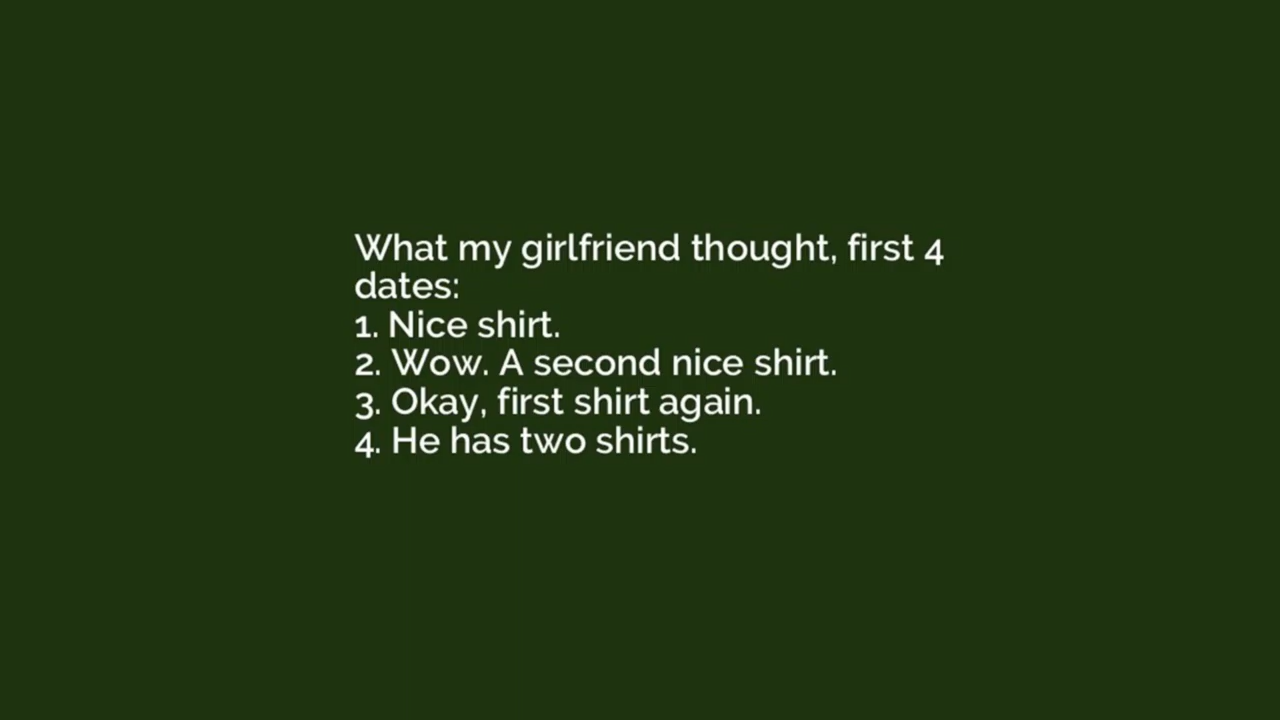 What my girlfriend thought, first 4
dates:
1. Nice shirt.
2. Wow. A second nice shirt.
3. Okay, first shirt again.
4. He has two shirts.